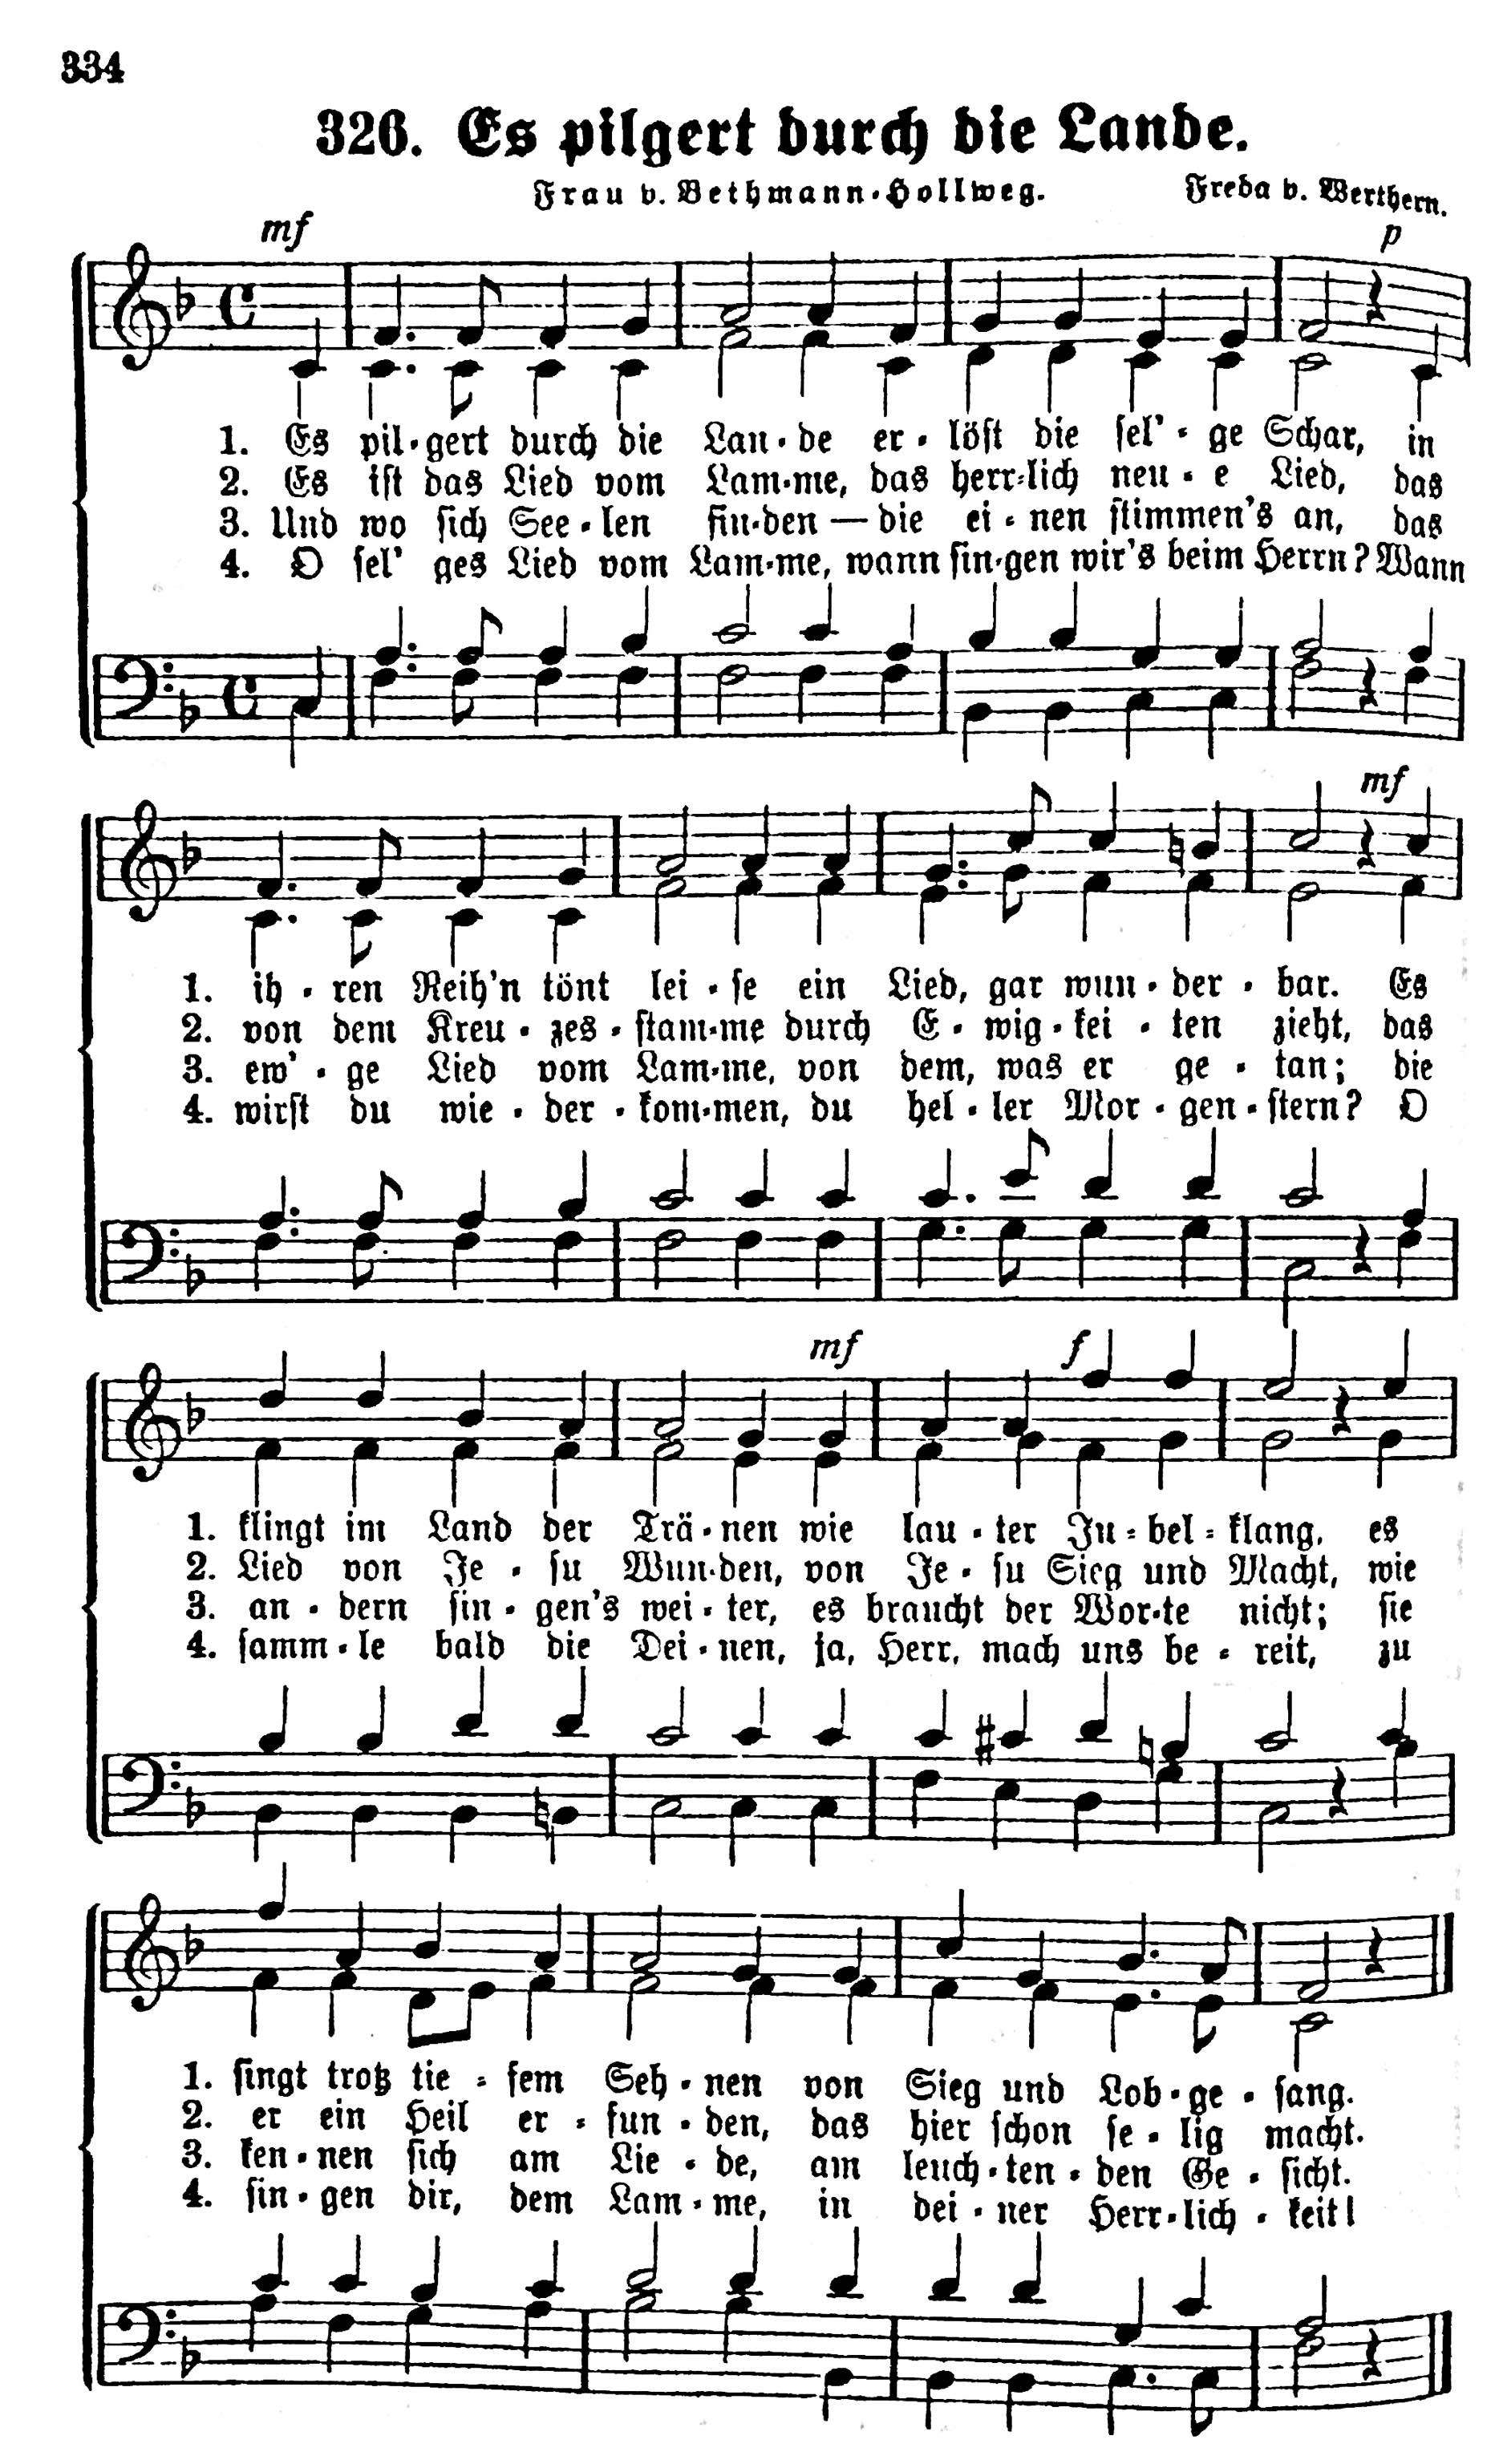 334
326. Es pilgert durch die Lande.
Frau v. Bethmann-Hollweg. Freda v. Werthern.
mf p
1. Es pil-gert durch die Lan-de er-löst die sel'-ge Schar, in
2. Es ist das Lied vom Lam-me, das herr-lich neu-e Lied, das
3. Und wo sich See-len fin-den — die ei-nen stimmen's an, das
4. O sel' ges Lied vom Lam-me, wann sin-gen wir's beim Herrn? Wann
mf
1. ih-ren Reih'n tönt lei-se ein Lied, gar wun-der-bar. Es
2. von dem Kreu-zes-stam-me durch E-wig-kei-ten zieht, das
3. ew'-ge Lied vom Lam-me, von dem, was er ge-tan; die
4. wirst du wie-der-kom-men, du hel-ler Mor-gen-stern? O
mf f
1. klingt im Land der Trä-nen wie lau-ter Ju-bel-klang, es
2. Lied von Je-su Wun-den, von Je-su Sieg und Macht, wie
3. an-dern sin-gen's wei-ter, es braucht der Wor-te nicht; sie
4. samm-le bald die Dei-nen, ja, Herr, mach uns be-reit, zu
1. singt trotz tie-fem Seh-nen von Sieg und Lob-ge-sang.
2. er ein Heil er-fun-den, das hier schon se-lig macht.
3. ken-nen sich am Lie-de, am leuch-ten-den Ge-sicht.
4. sin-gen dir, dem Lam-me, in dei-ner Herr-lich-keit!